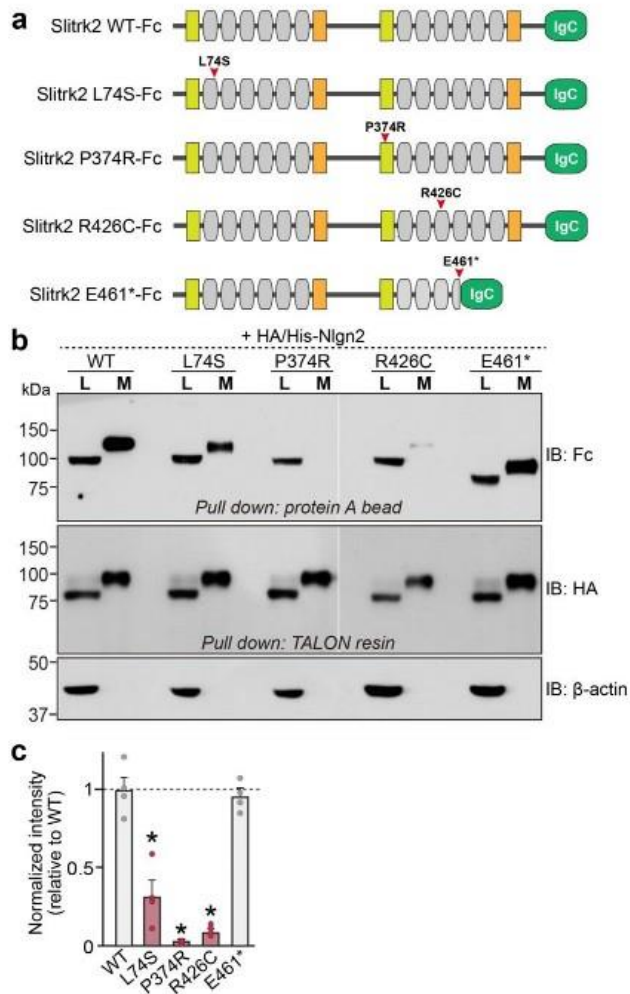 a
Slitrk2 WT-Fc IgC
L74S
Slitrk2 L74S-Fc IgC
P374R
Slitrk2 P374R-Fc IgC
R426C
Slitrk2 R426C-Fc IgC
E461*
Slitrk2 E461*-Fc IgC
b
+ HA/His-Nlgn2
WT L74S P374R R426C E461*
kDa L M L M L M L M L M
150
100
75
IB: Fc
Pull down: protein A bead
150
100
75
IB: HA
Pull down: TALON resin
50
37
IB: β-actin
c
Normalized intensity
(relative to WT)
1
0.5
0
* * *
WT L74S P374R R426C E461*